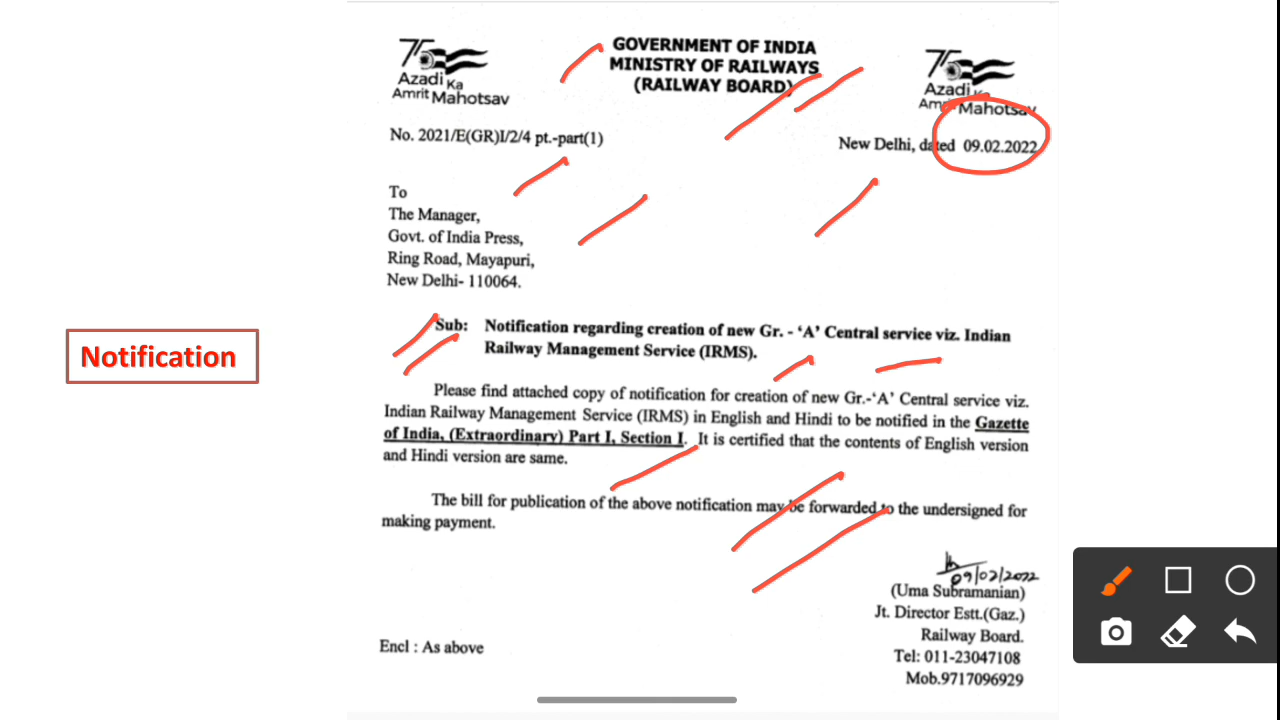 Azadi Ka
Amrit Mahotsav
GOVERNMENT OF INDIA
MINISTRY OF RAILWAYS
(RAILWAY BOARD)
Azadi Ka
Amrit Mahotsav
No. 2021/E(GR)I/2/4 pt.-part(1)
New Delhi, dated 09.02.2022
To
The Manager,
Govt. of India Press,
Ring Road, Mayapuri,
New Delhi- 110064.
Notification
Sub: Notification regarding creation of new Gr. - ‘A’ Central service viz. Indian
Railway Management Service (IRMS).
Please find attached copy of notification for creation of new Gr.-‘A’ Central service viz.
Indian Railway Management Service (IRMS) in English and Hindi to be notified in the Gazette
of India, (Extraordinary) Part I, Section I. It is certified that the contents of English version
and Hindi version are same.
The bill for publication of the above notification may be forwarded to the undersigned for
making payment.
09/02/2022
(Uma Subramanian)
Jt. Director Estt.(Gaz.)
Railway Board.
Tel: 011-23047108
Mob.9717096929
Encl : As above